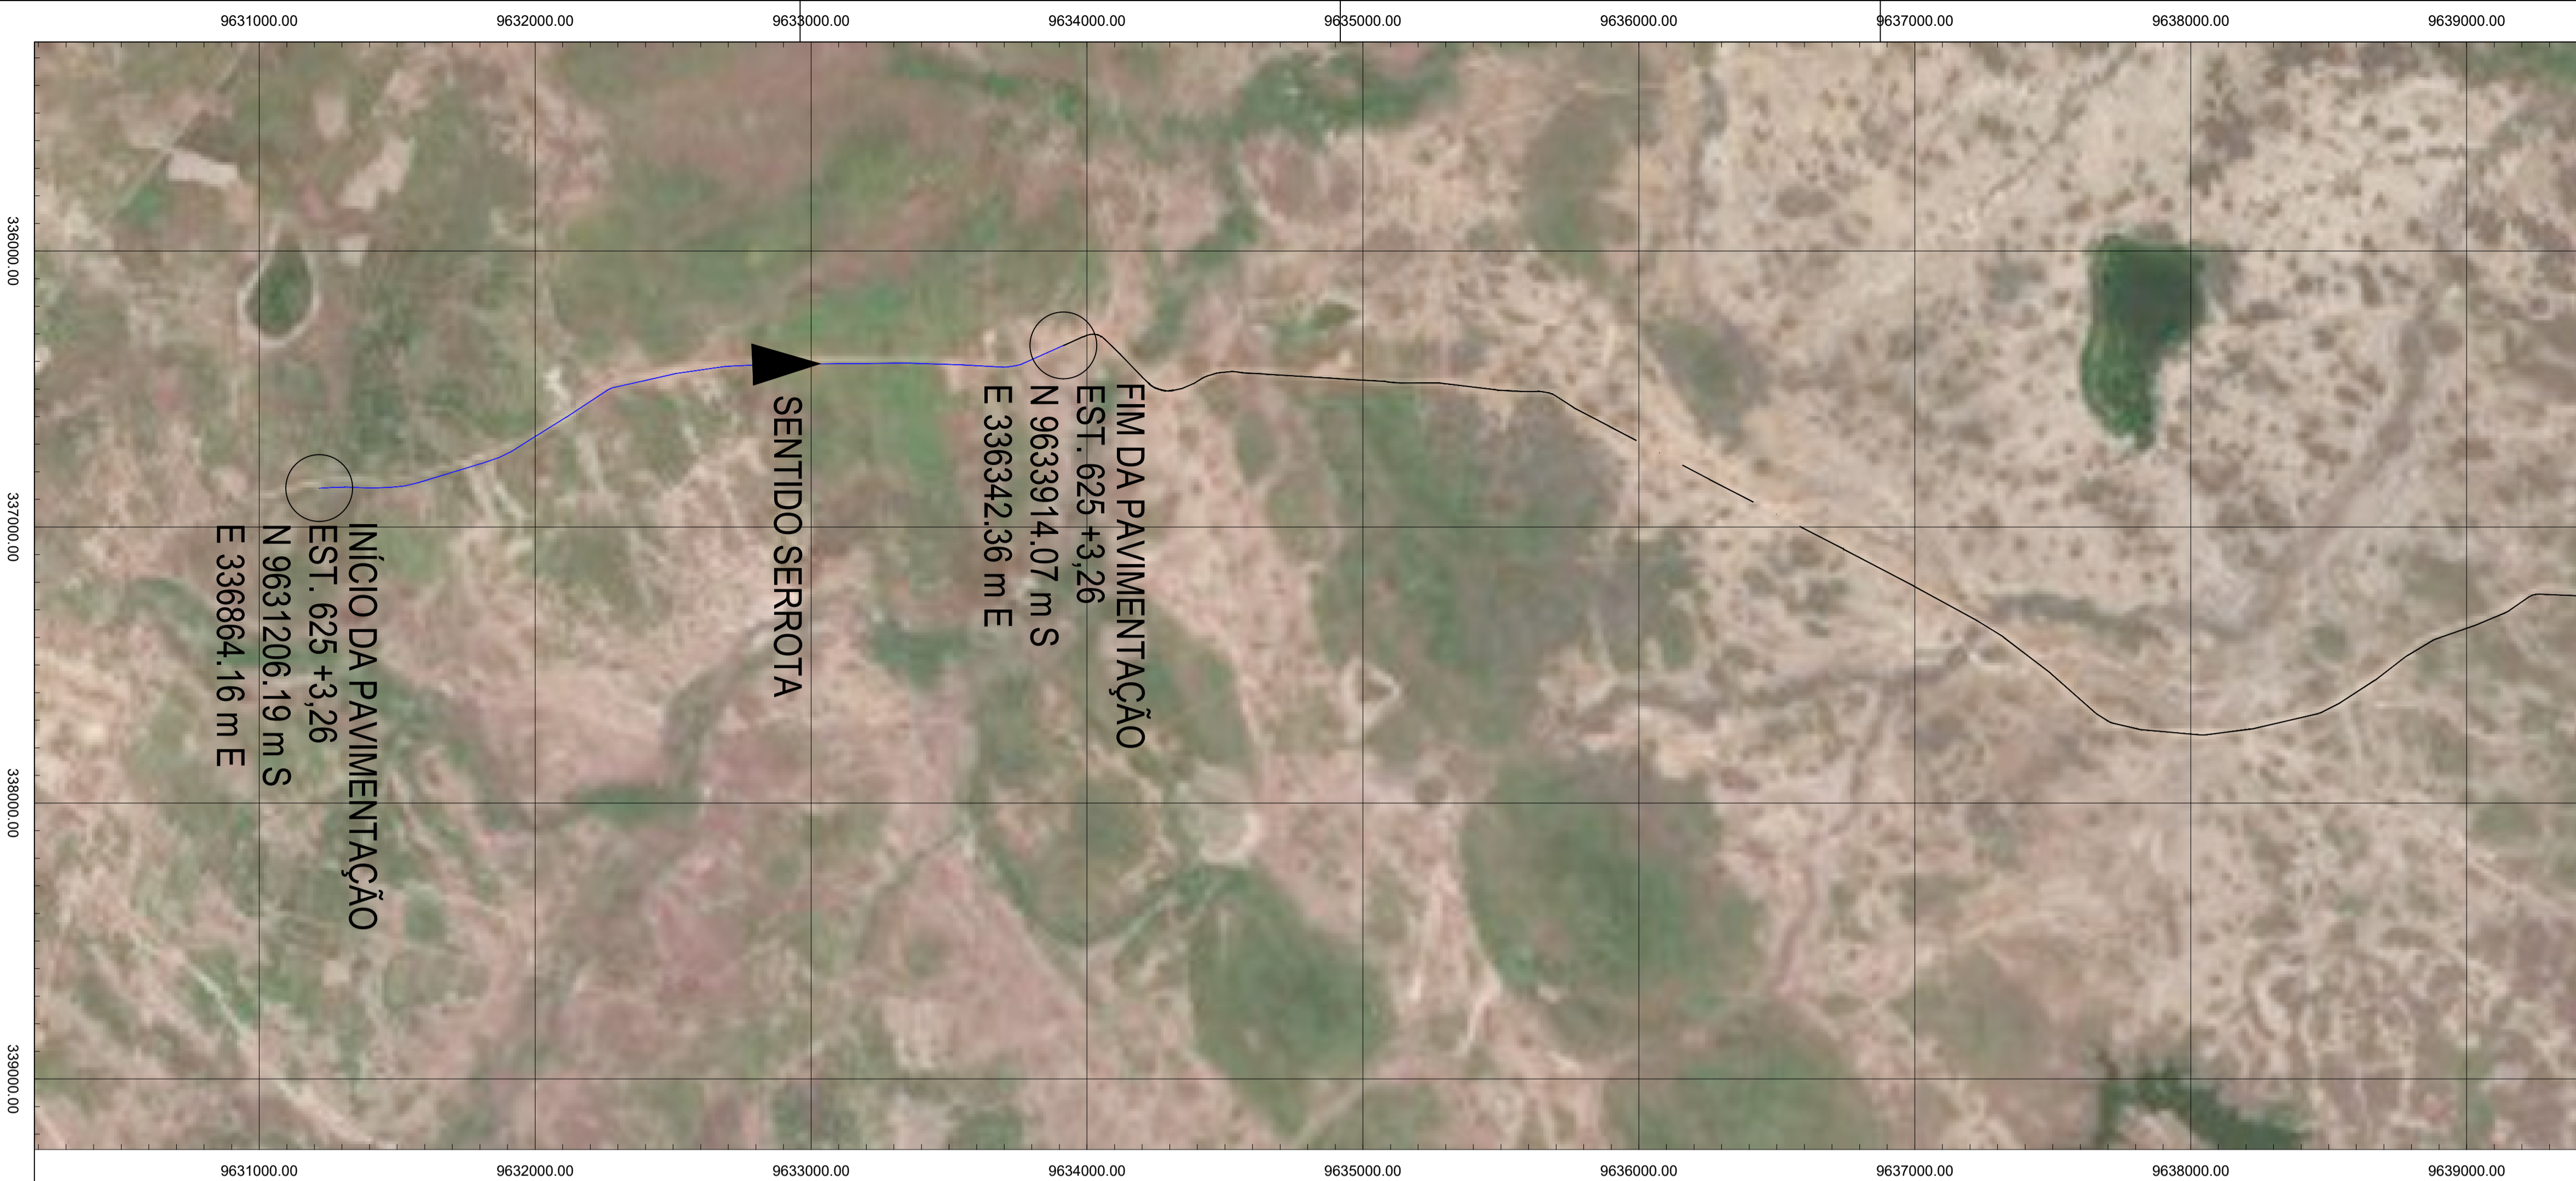 9631000.00
9632000.00
9633000.00
9634000.00
9635000.00
9636000.00
9637000.00
9638000.00
9639000.00
336000.00
337000.00
338000.00
339000.00
INÍCIO DA PAVIMENTAÇÃO
EST. 625 +3,26
N 9631206.19 m S
E 336864.16 m E
SENTIDO SERROTA
FIM DA PAVIMENTAÇÃO
EST. 625 +3,26
N 9633914.07 m S
E 336342.36 m E
9631000.00
9632000.00
9633000.00
9634000.00
9635000.00
9636000.00
9637000.00
9638000.00
9639000.00